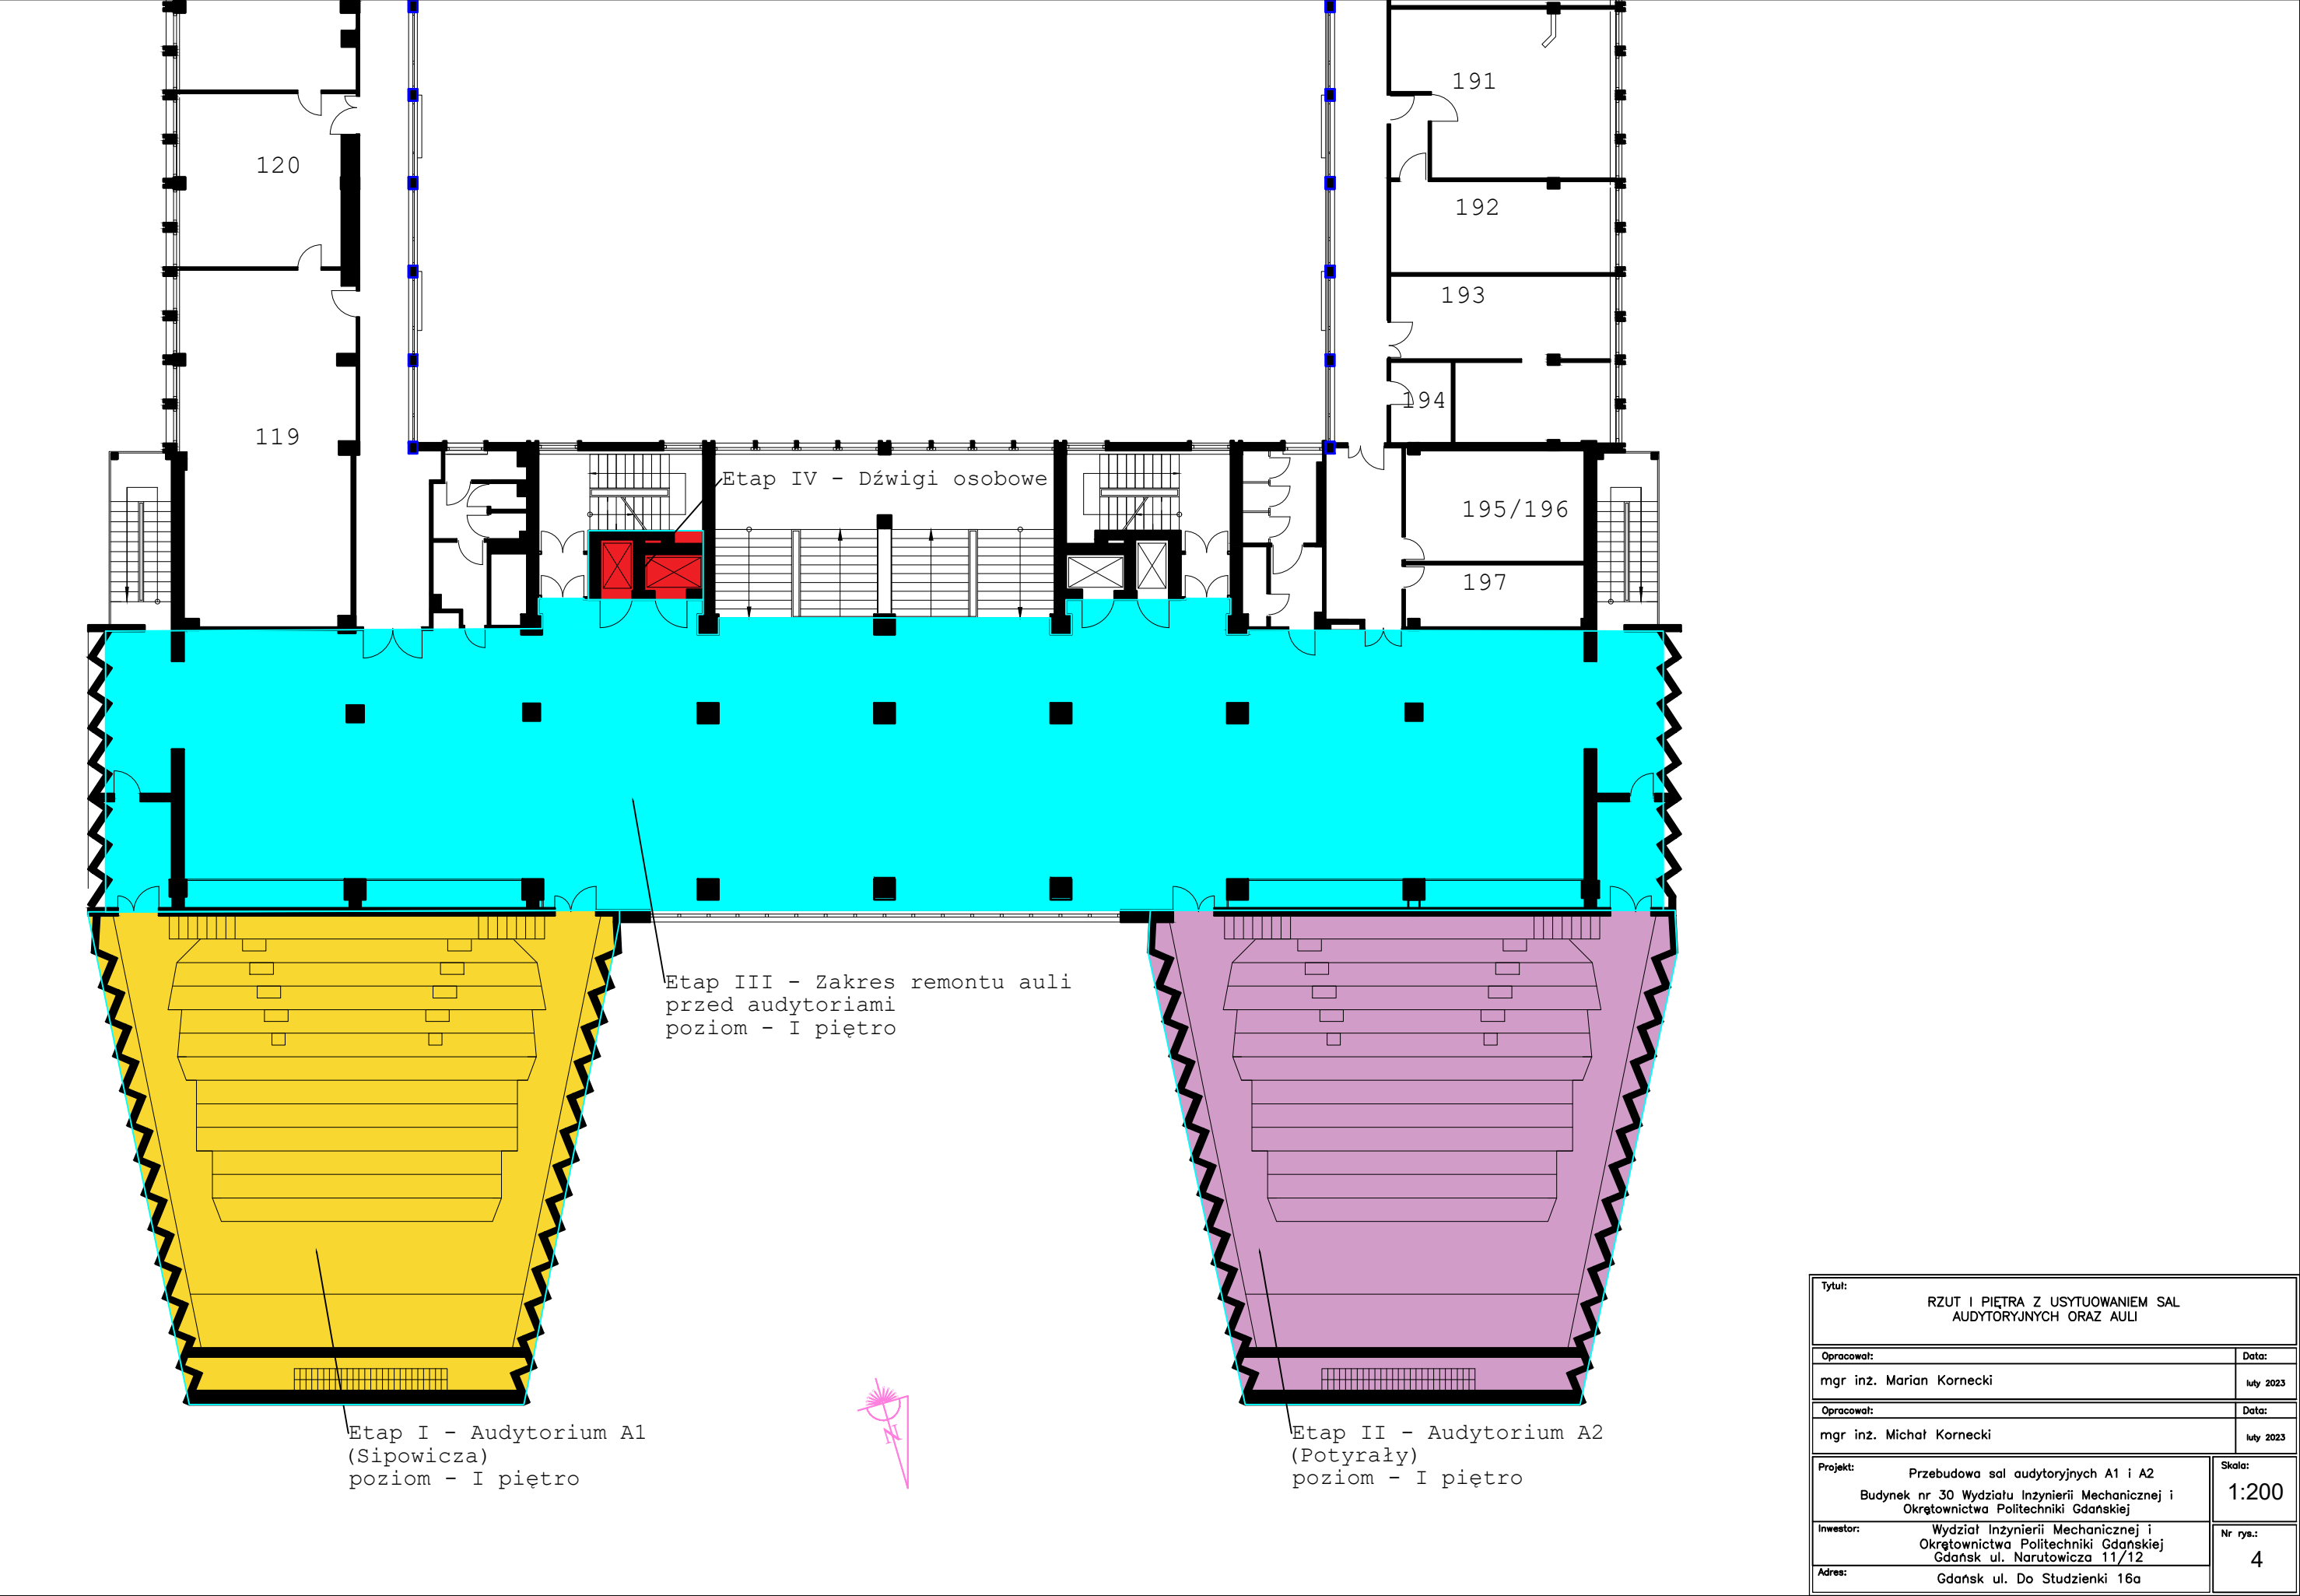 191
120
192
193
194
119
Etap IV - Dźwigi osobowe
195/196
197
Etap III - Zakres remontu auli
przed audytoriami
poziom - I piętro
Etap I - Audytorium A1
(Sipowicza)
poziom - I piętro
N
Etap II - Audytorium A2
(Potyrały)
poziom - I piętro
Tytuł:
RZUT I PIĘTRA Z USYTUOWANIEM SAL
AUDYTORYJNYCH ORAZ AULI
Opracował:
Data:
mgr inż. Marian Kornecki
luty 2023
Opracował:
Data:
mgr inż. Michał Kornecki
luty 2023
Projekt:
Przebudowa sal audytoryjnych A1 i A2
Budynek nr 30 Wydziału Inżynierii Mechanicznej i
Okrętownictwa Politechniki Gdańskiej
Skala:
1:200
Inwestor:
Wydział Inżynierii Mechanicznej i
Okrętownictwa Politechniki Gdańskiej
Gdańsk ul. Narutowicza 11/12
Nr rys.:
4
Adres:
Gdańsk ul. Do Studzienki 16a